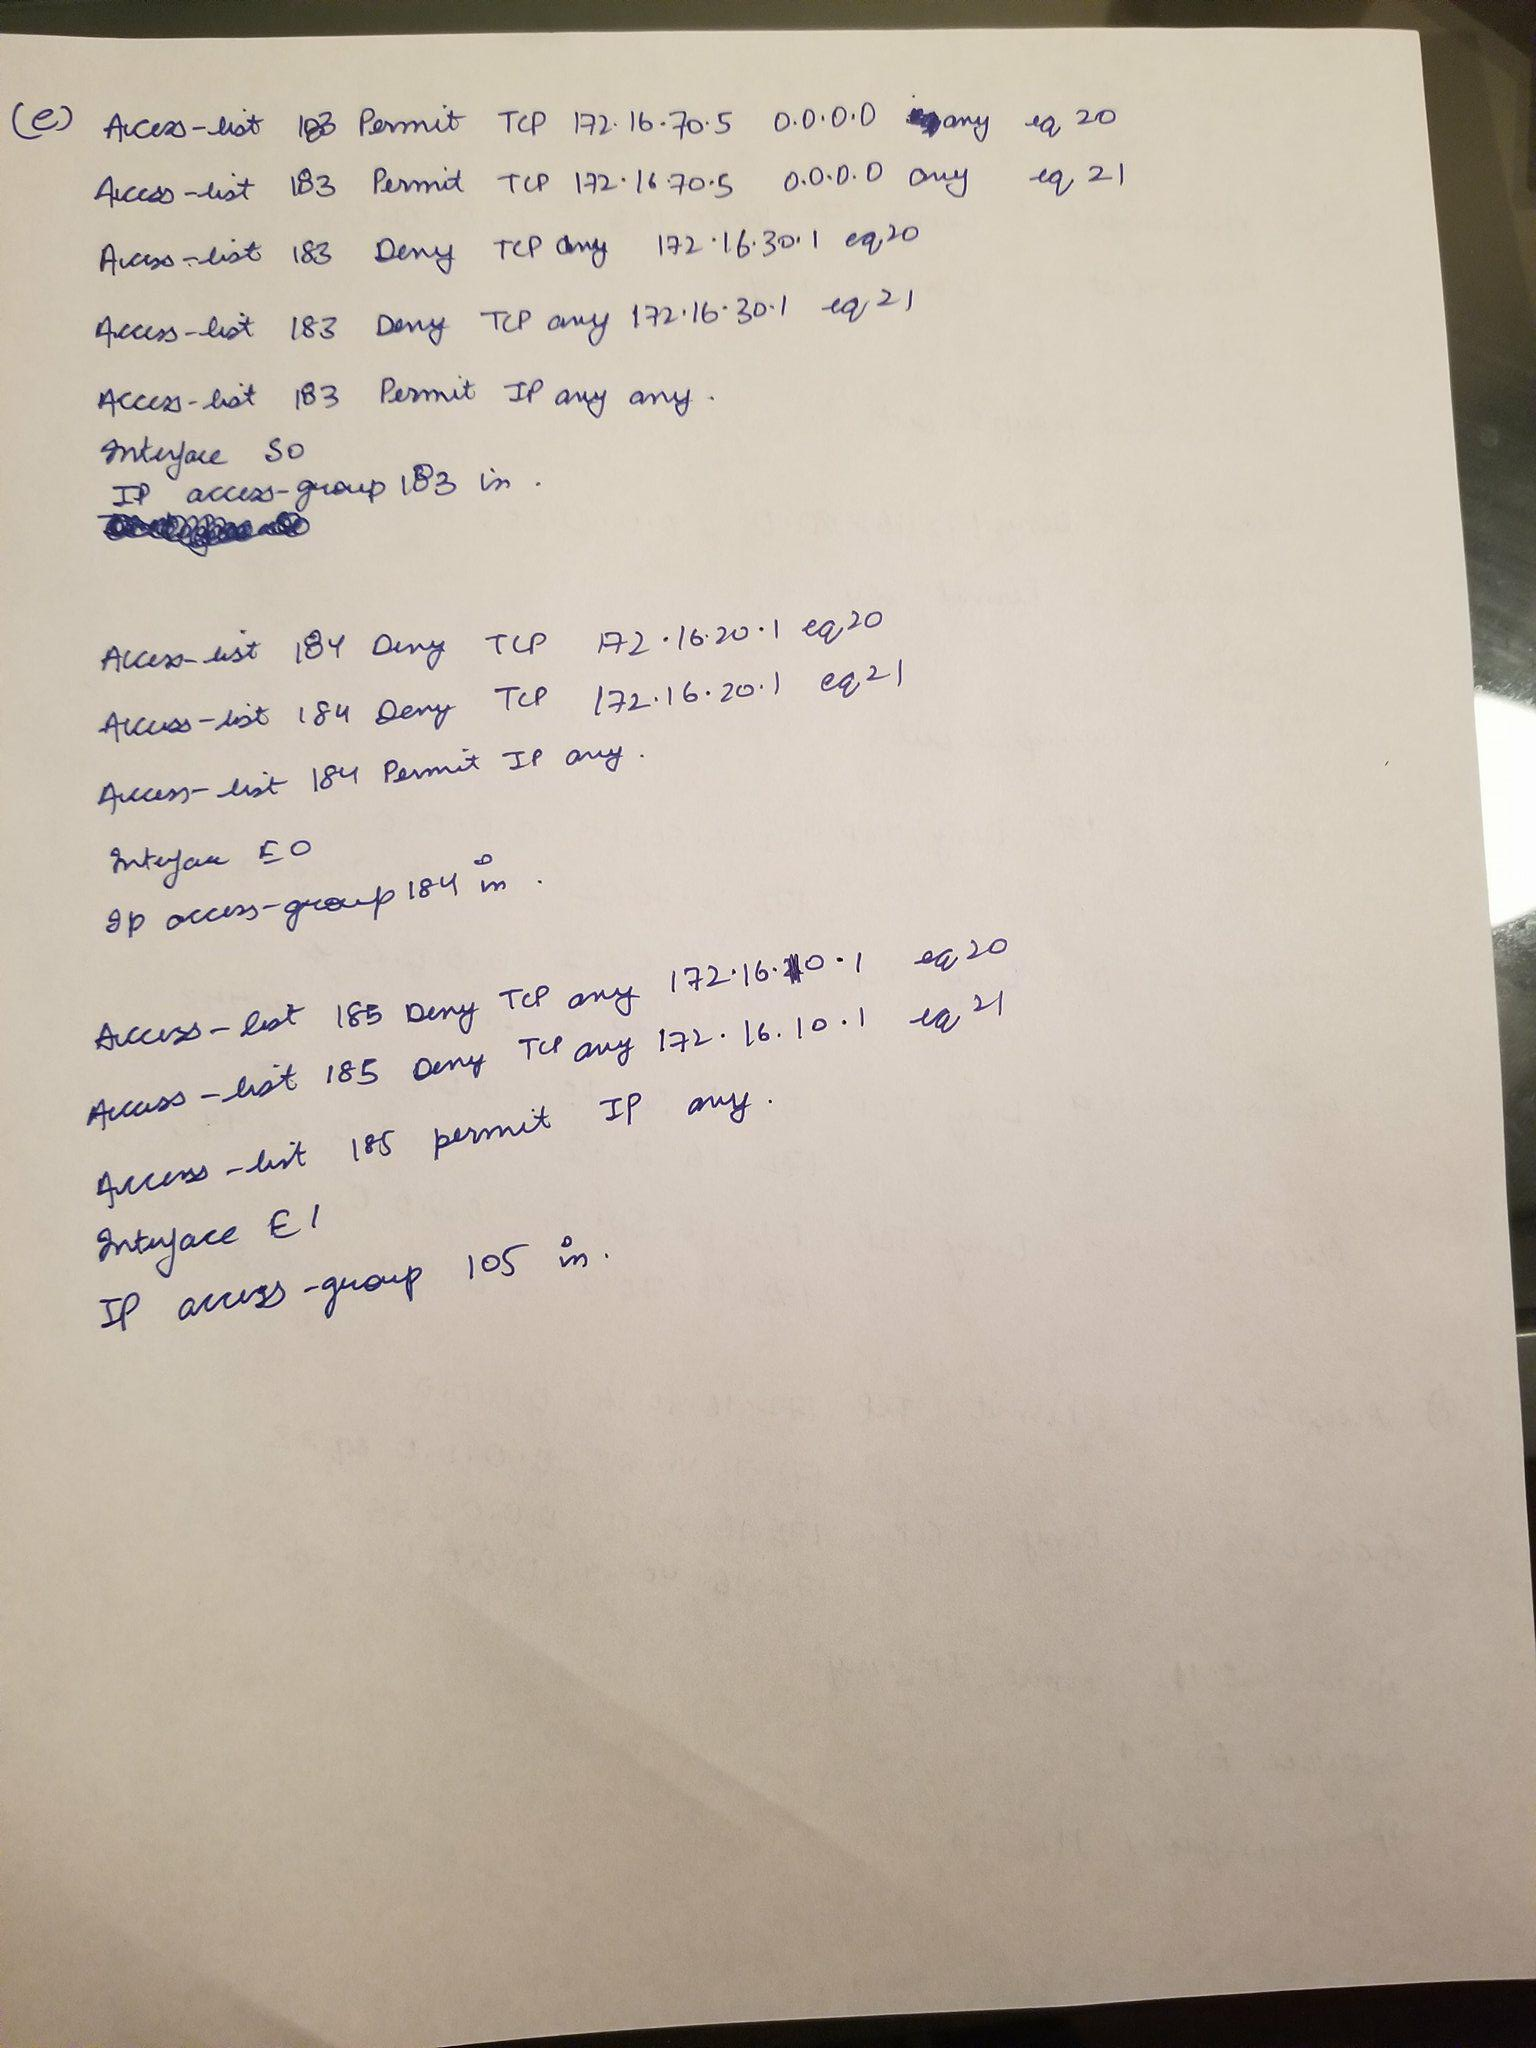 (e) Access-list 183 Permit TCP 172.16.70.5 0.0.0.0 any eq 20
Access-list 183 Permit TCP 172.16.70.5 0.0.0.0 any eq 21
Access-list 183 Deny TCP any 172.16.30.1 eq 20
Access-list 183 Deny TCP any 172.16.30.1 eq 21
Access-list 183 Permit IP any any.
Interface S0
IP access-group 183 in.
Access-list 184 Deny TCP 172.16.20.1 eq 20
Access-list 184 Deny TCP 172.16.20.1 eq 21
Access-list 184 Permit IP any.
Interface E0
Ip access-group 184 in.
Access-list 185 Deny TCP any 172.16.10.1 eq 20
Access-list 185 Deny TCP any 172.16.10.1 eq 21
Access-list 185 permit IP any.
Interface E1
IP access-group 105 in.